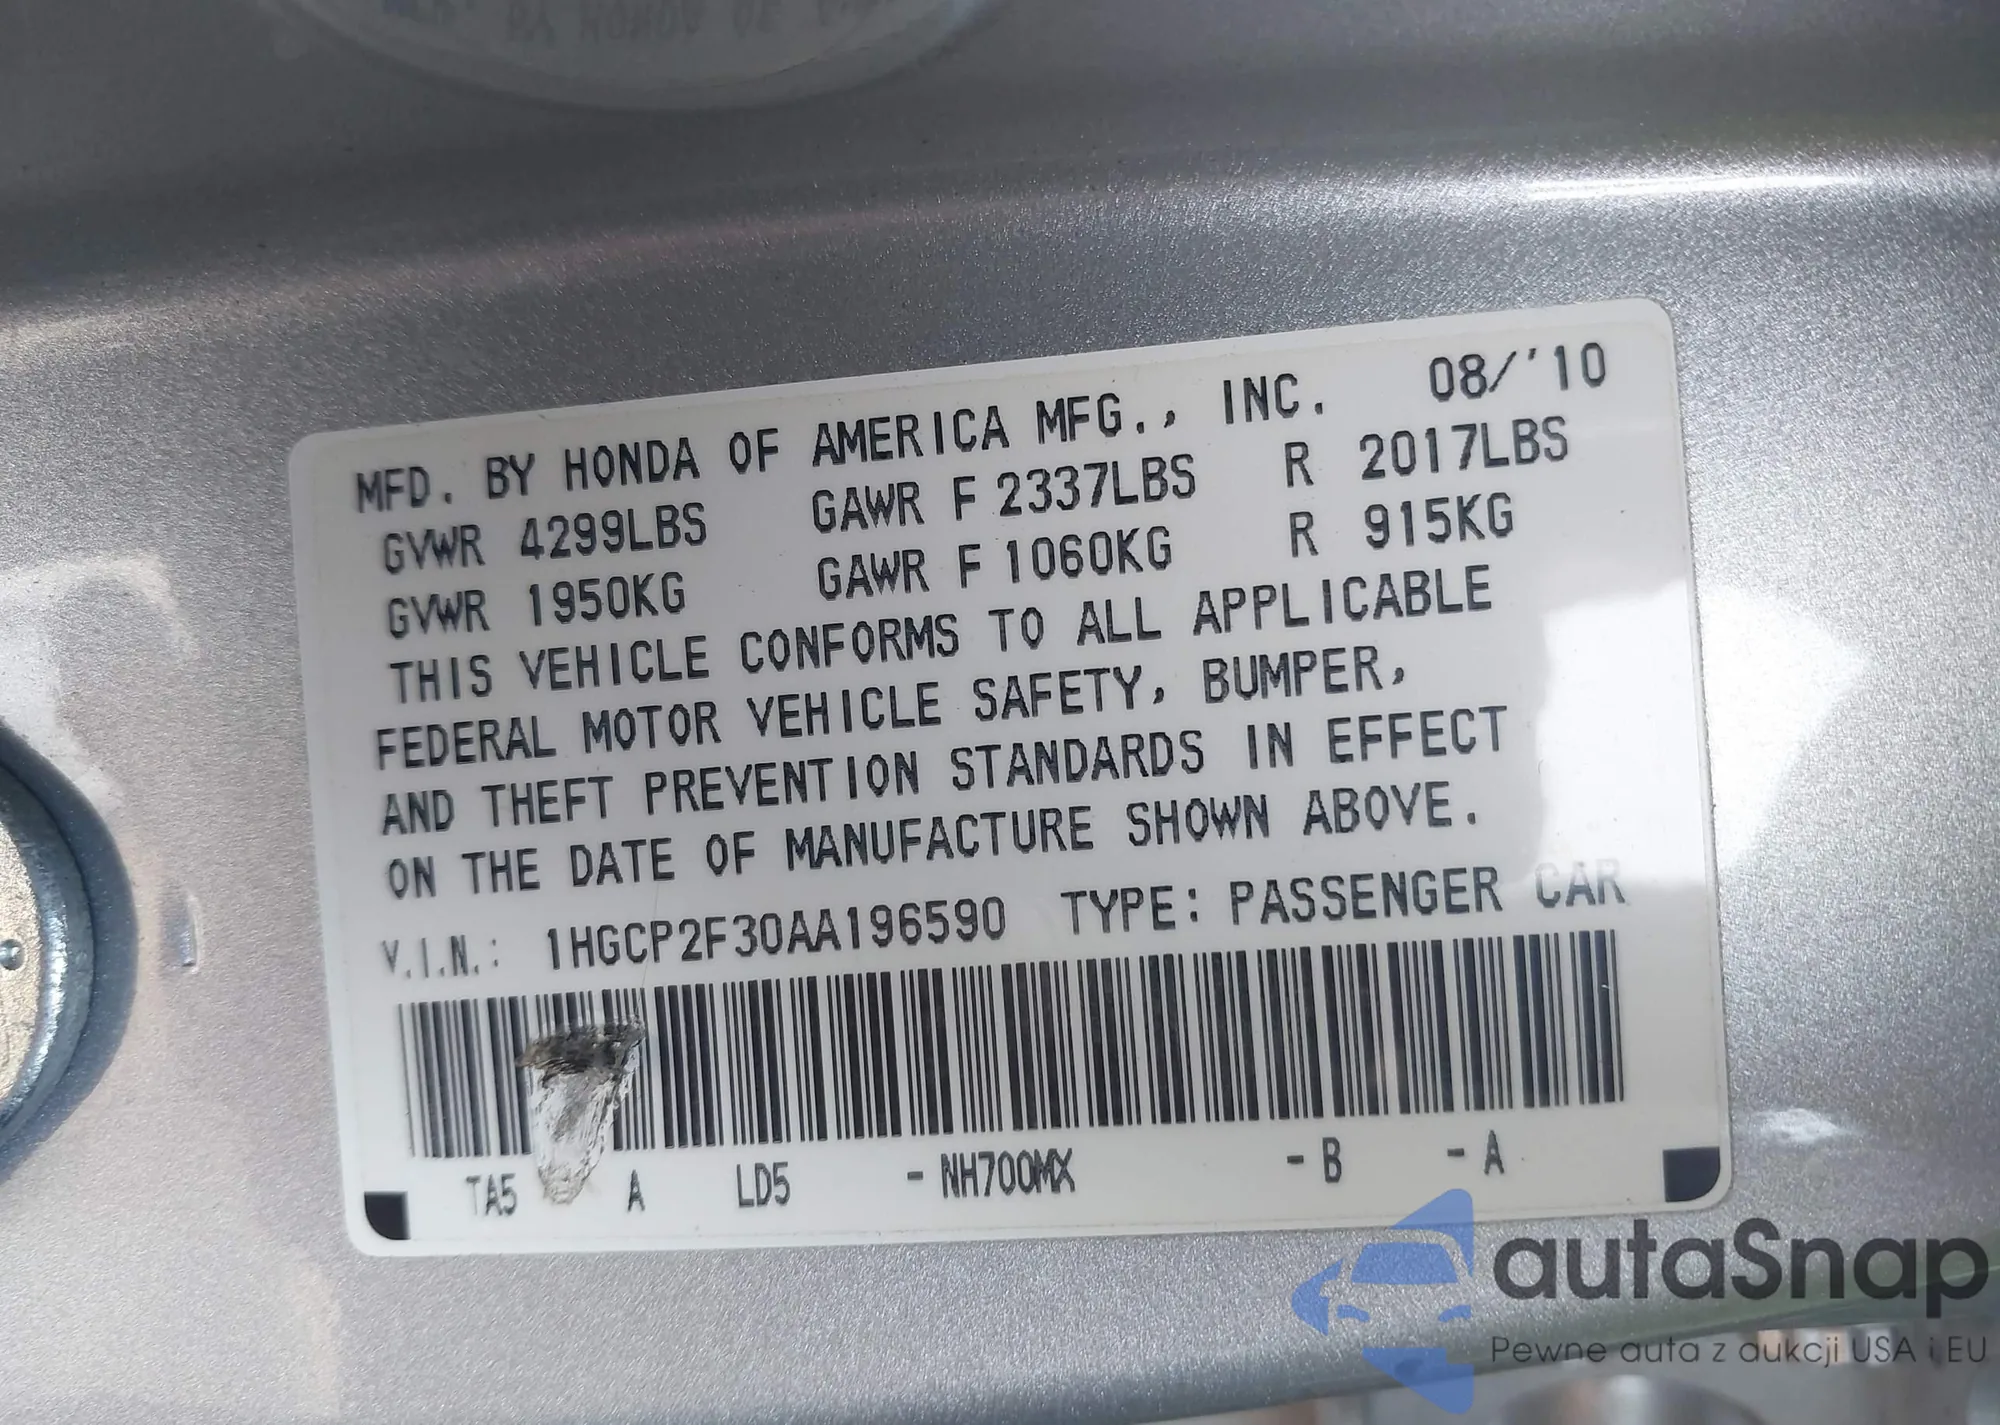 MFD. BY HONDA OF AMERICA MFG., INC. 08/'10
GVWR 4299LBS GAWR F 2337LBS R 2017LBS
GVWR 1950KG GAWR F 1060KG R 915KG
THIS VEHICLE CONFORMS TO ALL APPLICABLE
FEDERAL MOTOR VEHICLE SAFETY, BUMPER,
AND THEFT PREVENTION STANDARDS IN EFFECT
ON THE DATE OF MANUFACTURE SHOWN ABOVE.
V.I.N.: 1HGCP2F30AA196590 TYPE: PASSENGER CAR
TA5 A LD5 - NH700MX - B - A
autaSnap
Pewne auta z aukcji USA i EU